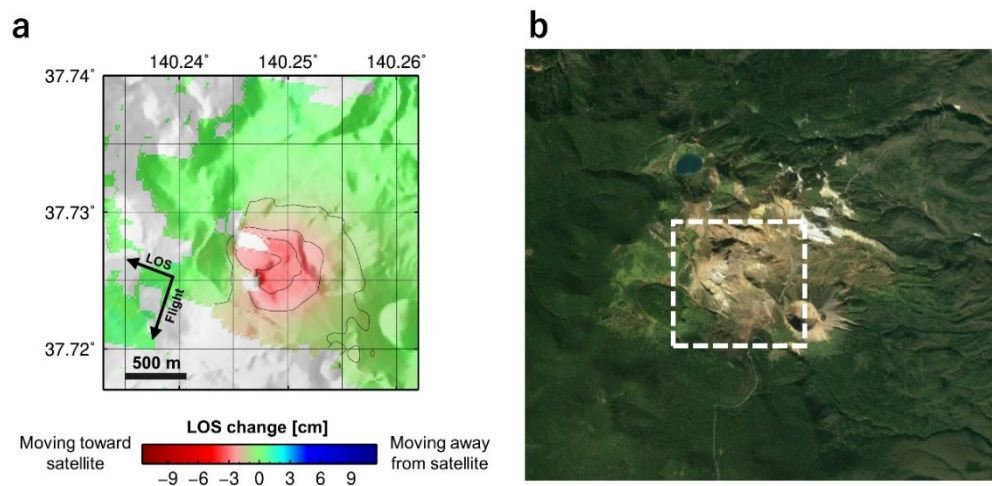 a
b
140.24° 140.25° 140.26°
37.74°
37.73°
37.72°
LOS
Flight
500 m
LOS change [cm]
Moving toward
satellite
Moving away
from satellite
−9 −6 −3 0 3 6 9